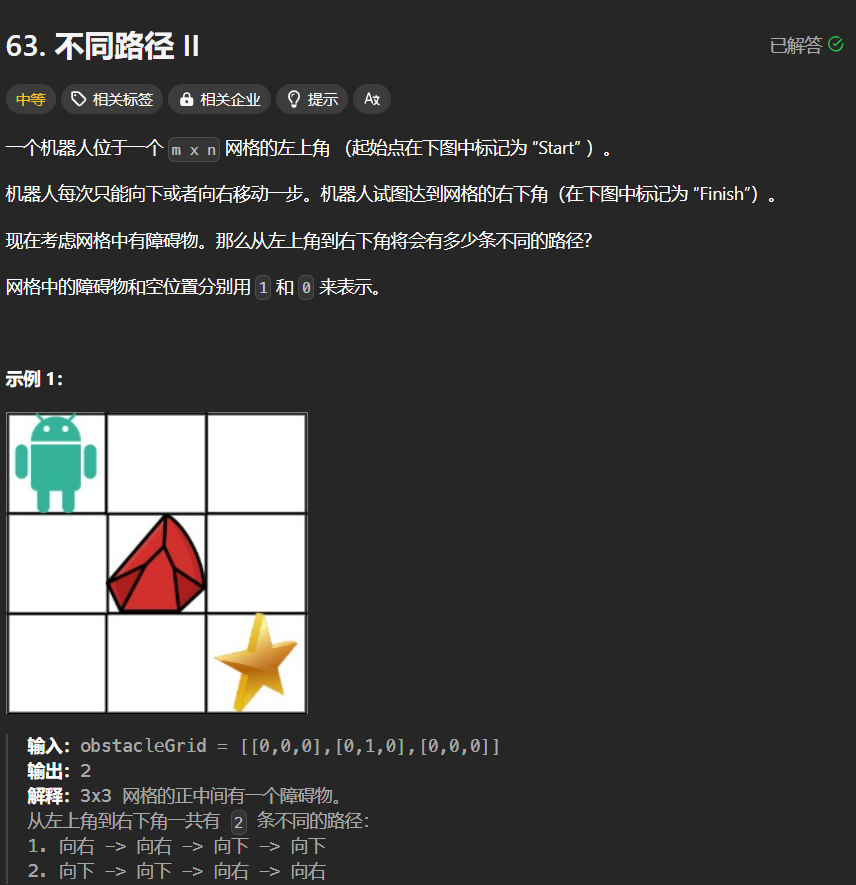 63. 不同路径 II
已解答
中等
相关标签
相关企业
提示
一个机器人位于一个 m x n 网格的左上角 （起始点在下图中标记为 “Start” ）。
机器人每次只能向下或者向右移动一步。机器人试图达到网格的右下角（在下图中标记为 “Finish”）。
现在考虑网格中有障碍物。那么从左上角到右下角将会有多少条不同的路径？
网格中的障碍物和空位置分别用 1 和 0 来表示。
示例 1：
输入：obstacleGrid = [[0,0,0],[0,1,0],[0,0,0]]
输出：2
解释：3x3 网格的正中间有一个障碍物。
从左上角到右下角一共有 2 条不同的路径：
1. 向右 -> 向右 -> 向下 -> 向下
2. 向下 -> 向下 -> 向右 -> 向右